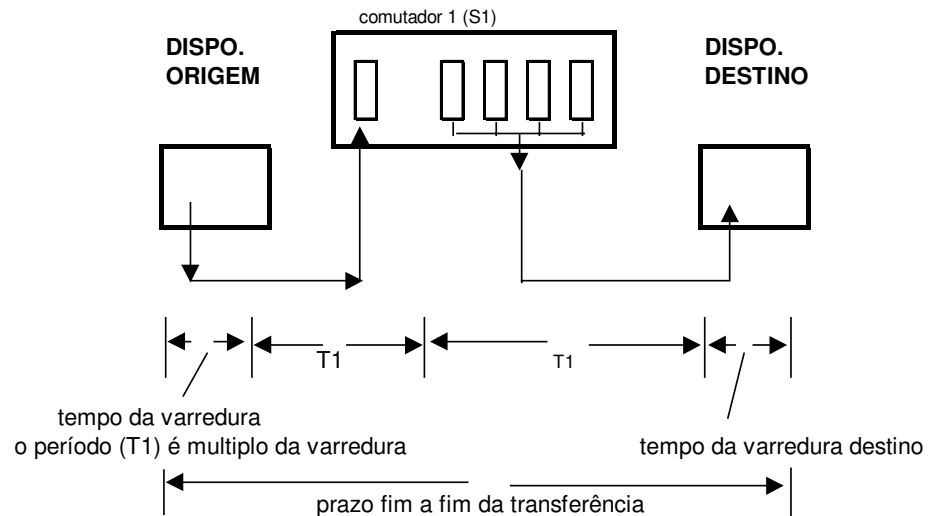 comutador 1 (S1)
DISPO.
ORIGEM
DISPO.
DESTINO
T1
T1
tempo da varredura
o período (T1) é multiplo da varredura
tempo da varredura destino
prazo fim a fim da transferência